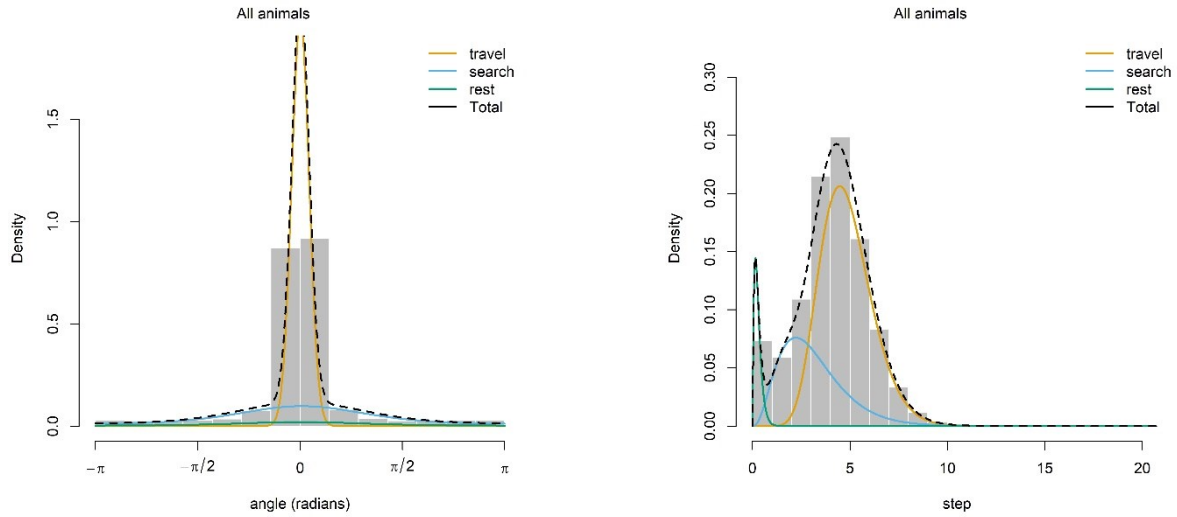 All animals
travel
search
rest
Total
1.5
1.0
0.5
0.0
Density
−π
−π/2
0
π/2
π
angle (radians)
All animals
travel
search
rest
Total
0.30
0.25
0.20
0.15
0.10
0.05
0.00
Density
0
5
10
15
20
step